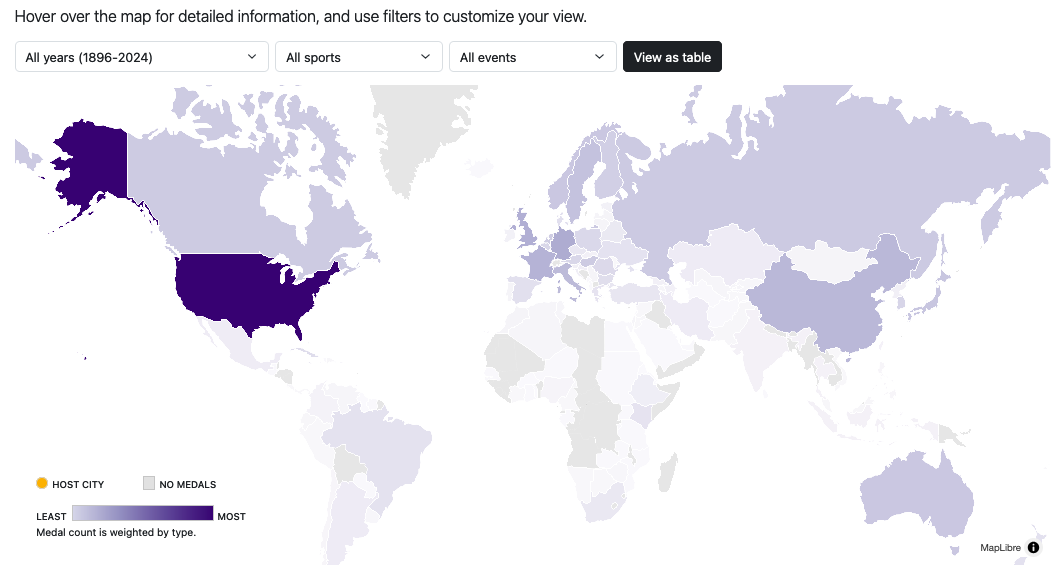 Hover over the map for detailed information, and use filters to customize your view.
All years (1896-2024)
All sports
All events
View as table
HOST CITY
NO MEDALS
LEAST
MOST
Medal count is weighted by type.
MapLibre